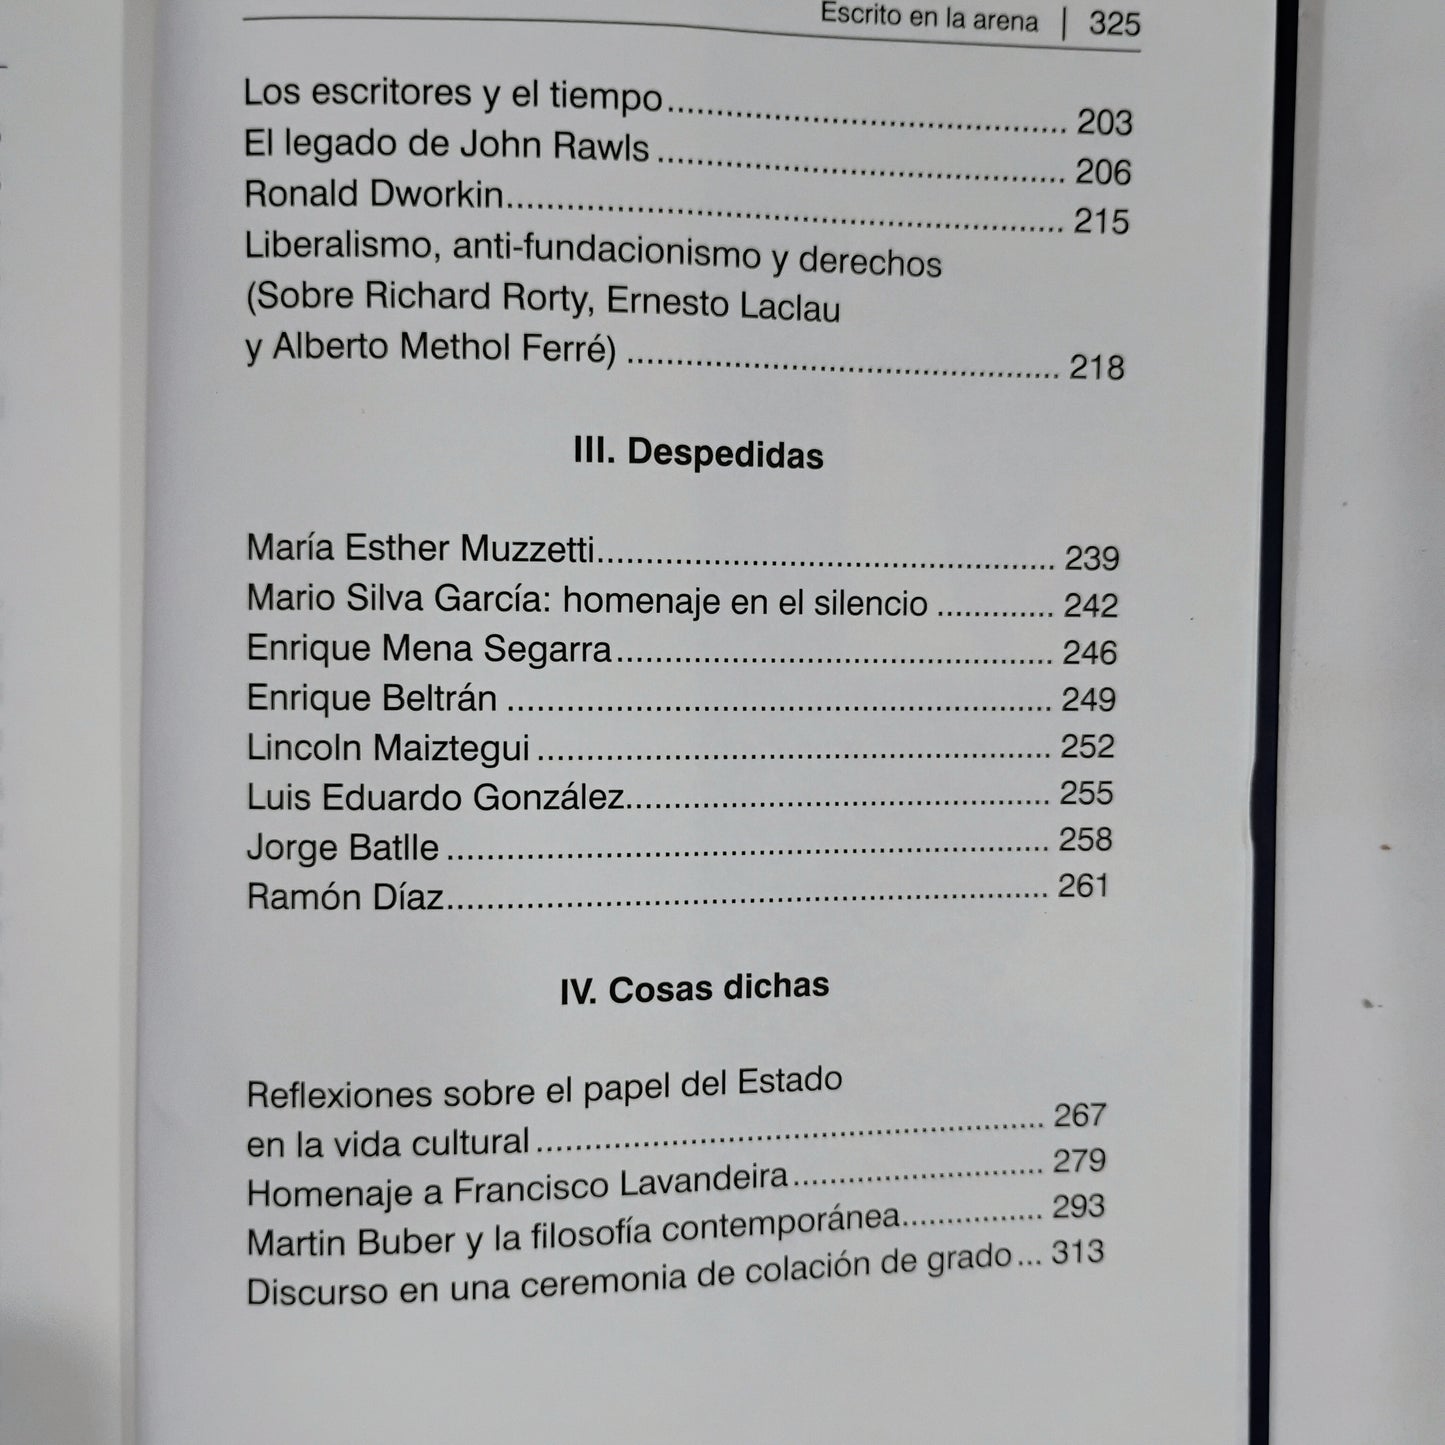 Escrito en la arena | 325
Los escritores y el tiempo.......................................... 203
El legado de John Rawls .......................................... 206
Ronald Dworkin........................................................ 215
Liberalismo, anti-fundacionismo y derechos
(Sobre Richard Rorty, Ernesto Laclau
y Alberto Methol Ferré) ............................................ 218
III. Despedidas
María Esther Muzzetti............................................... 239
Mario Silva García: homenaje en el silencio ............ 242
Enrique Mena Segarra............................................. 246
Enrique Beltrán ....................................................... 249
Lincoln Maiztegui .................................................... 252
Luis Eduardo González........................................... 255
Jorge Batlle ............................................................. 258
Ramón Díaz............................................................. 261
IV. Cosas dichas
Reflexiones sobre el papel del Estado
en la vida cultural .................................................... 267
Homenaje a Francisco Lavandeira ......................... 279
Martin Buber y la filosofía contemporánea.............. 293
Discurso en una ceremonia de colación de grado ... 313